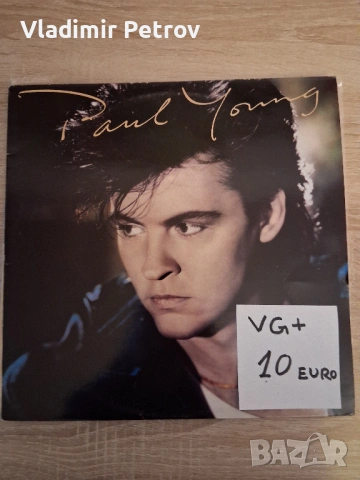 Vladimir Petrov
Paul Young
VG+
10 EURO
BAZAR